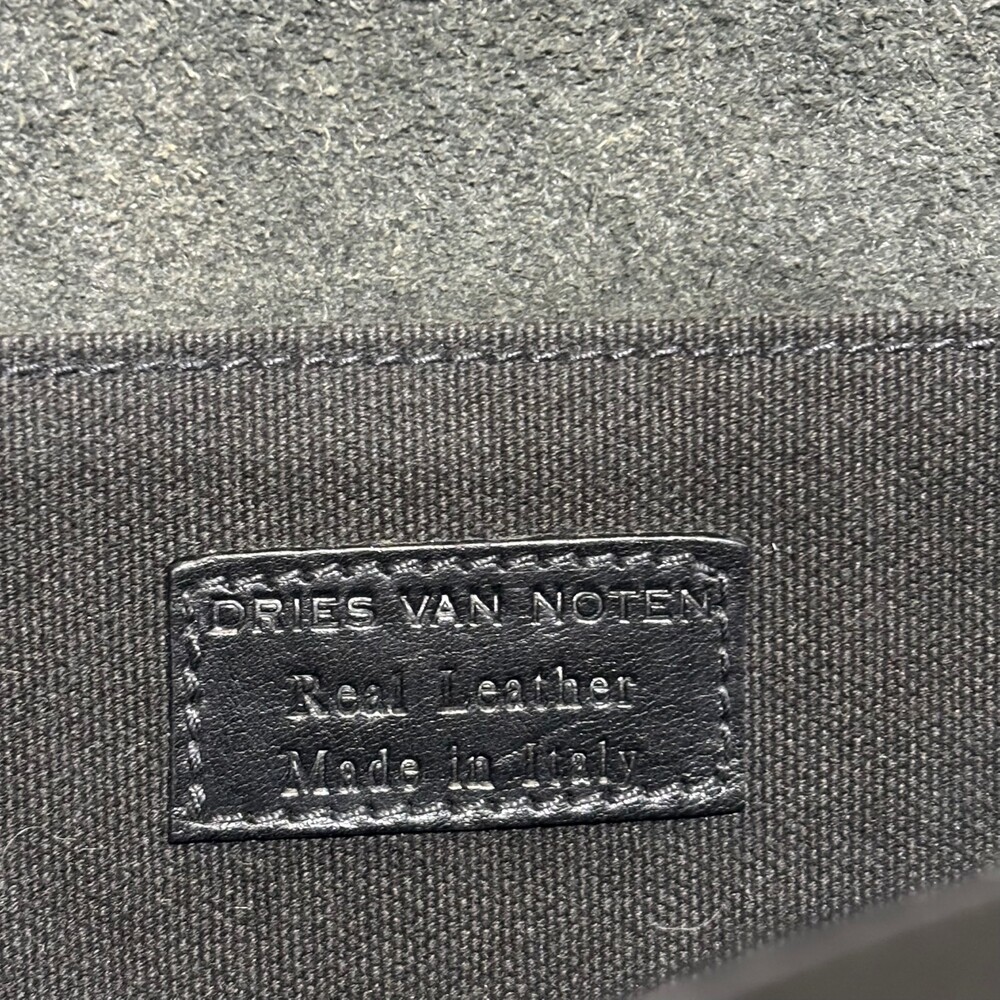 DRIES VAN NOTEN
Real Leather
Made in Italy